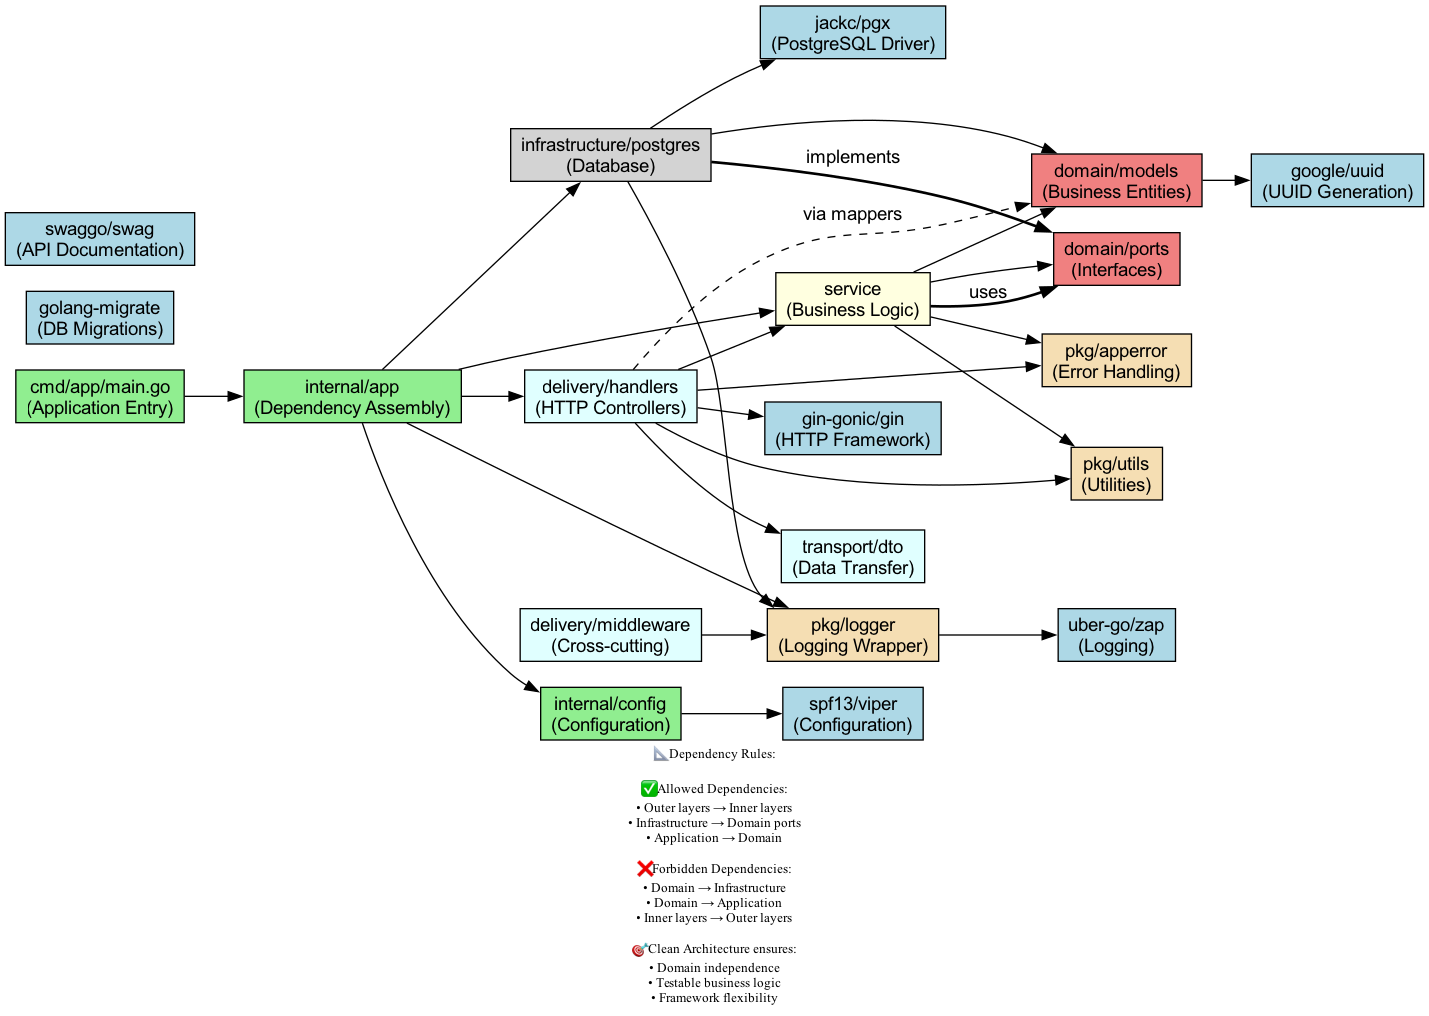 jackc/pgx
(PostgreSQL Driver)
infrastructure/postgres
(Database)
implements
domain/models
(Business Entities)
google/uuid
(UUID Generation)
swaggo/swag
(API Documentation)
via mappers
domain/ports
(Interfaces)
golang-migrate
(DB Migrations)
service
(Business Logic)
uses
pkg/apperror
(Error Handling)
cmd/app/main.go
(Application Entry)
internal/app
(Dependency Assembly)
delivery/handlers
(HTTP Controllers)
gin-gonic/gin
(HTTP Framework)
pkg/utils
(Utilities)
transport/dto
(Data Transfer)
delivery/middleware
(Cross-cutting)
pkg/logger
(Logging Wrapper)
uber-go/zap
(Logging)
internal/config
(Configuration)
spf13/viper
(Configuration)
📐Dependency Rules:
✅Allowed Dependencies:
• Outer layers → Inner layers
• Infrastructure → Domain ports
• Application → Domain
❌Forbidden Dependencies:
• Domain → Infrastructure
• Domain → Application
• Inner layers → Outer layers
🎯Clean Architecture ensures:
• Domain independence
• Testable business logic
• Framework flexibility